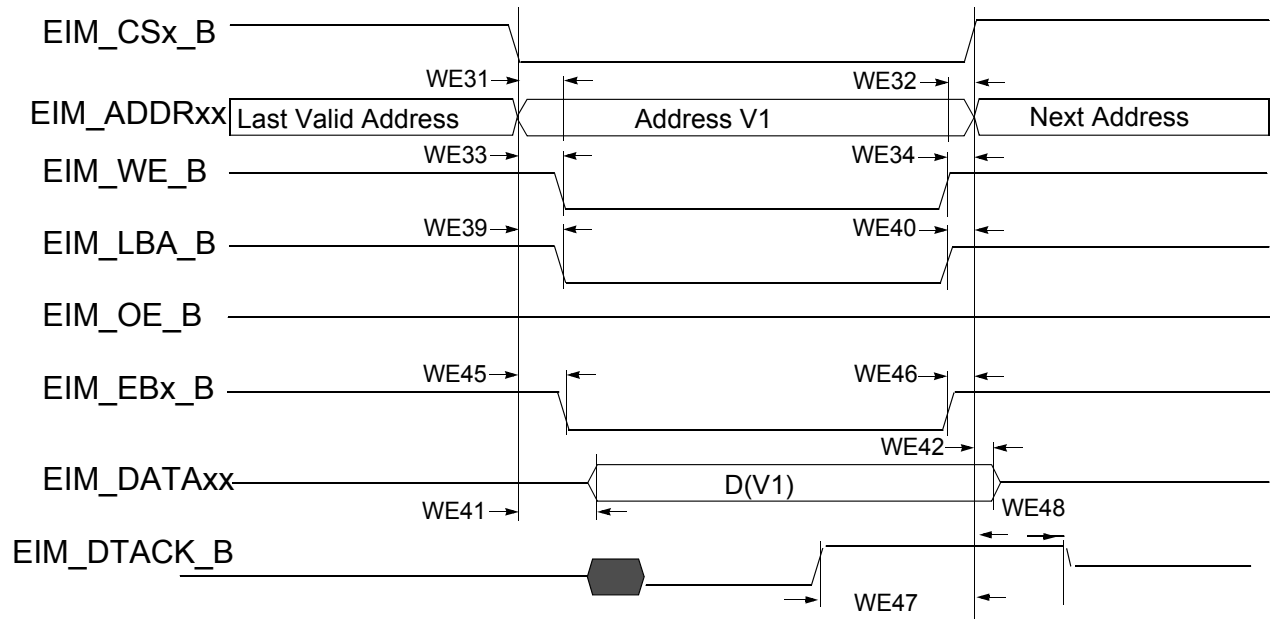 EIM_CSx_B
WE31
WE32
EIM_ADDRxx
Last Valid Address
Address V1
Next Address
WE33
WE34
EIM_WE_B
WE39
WE40
EIM_LBA_B
EIM_OE_B
WE45
WE46
EIM_EBx_B
WE42
EIM_DATAxx
D(V1)
WE41
WE48
EIM_DTACK_B
WE47